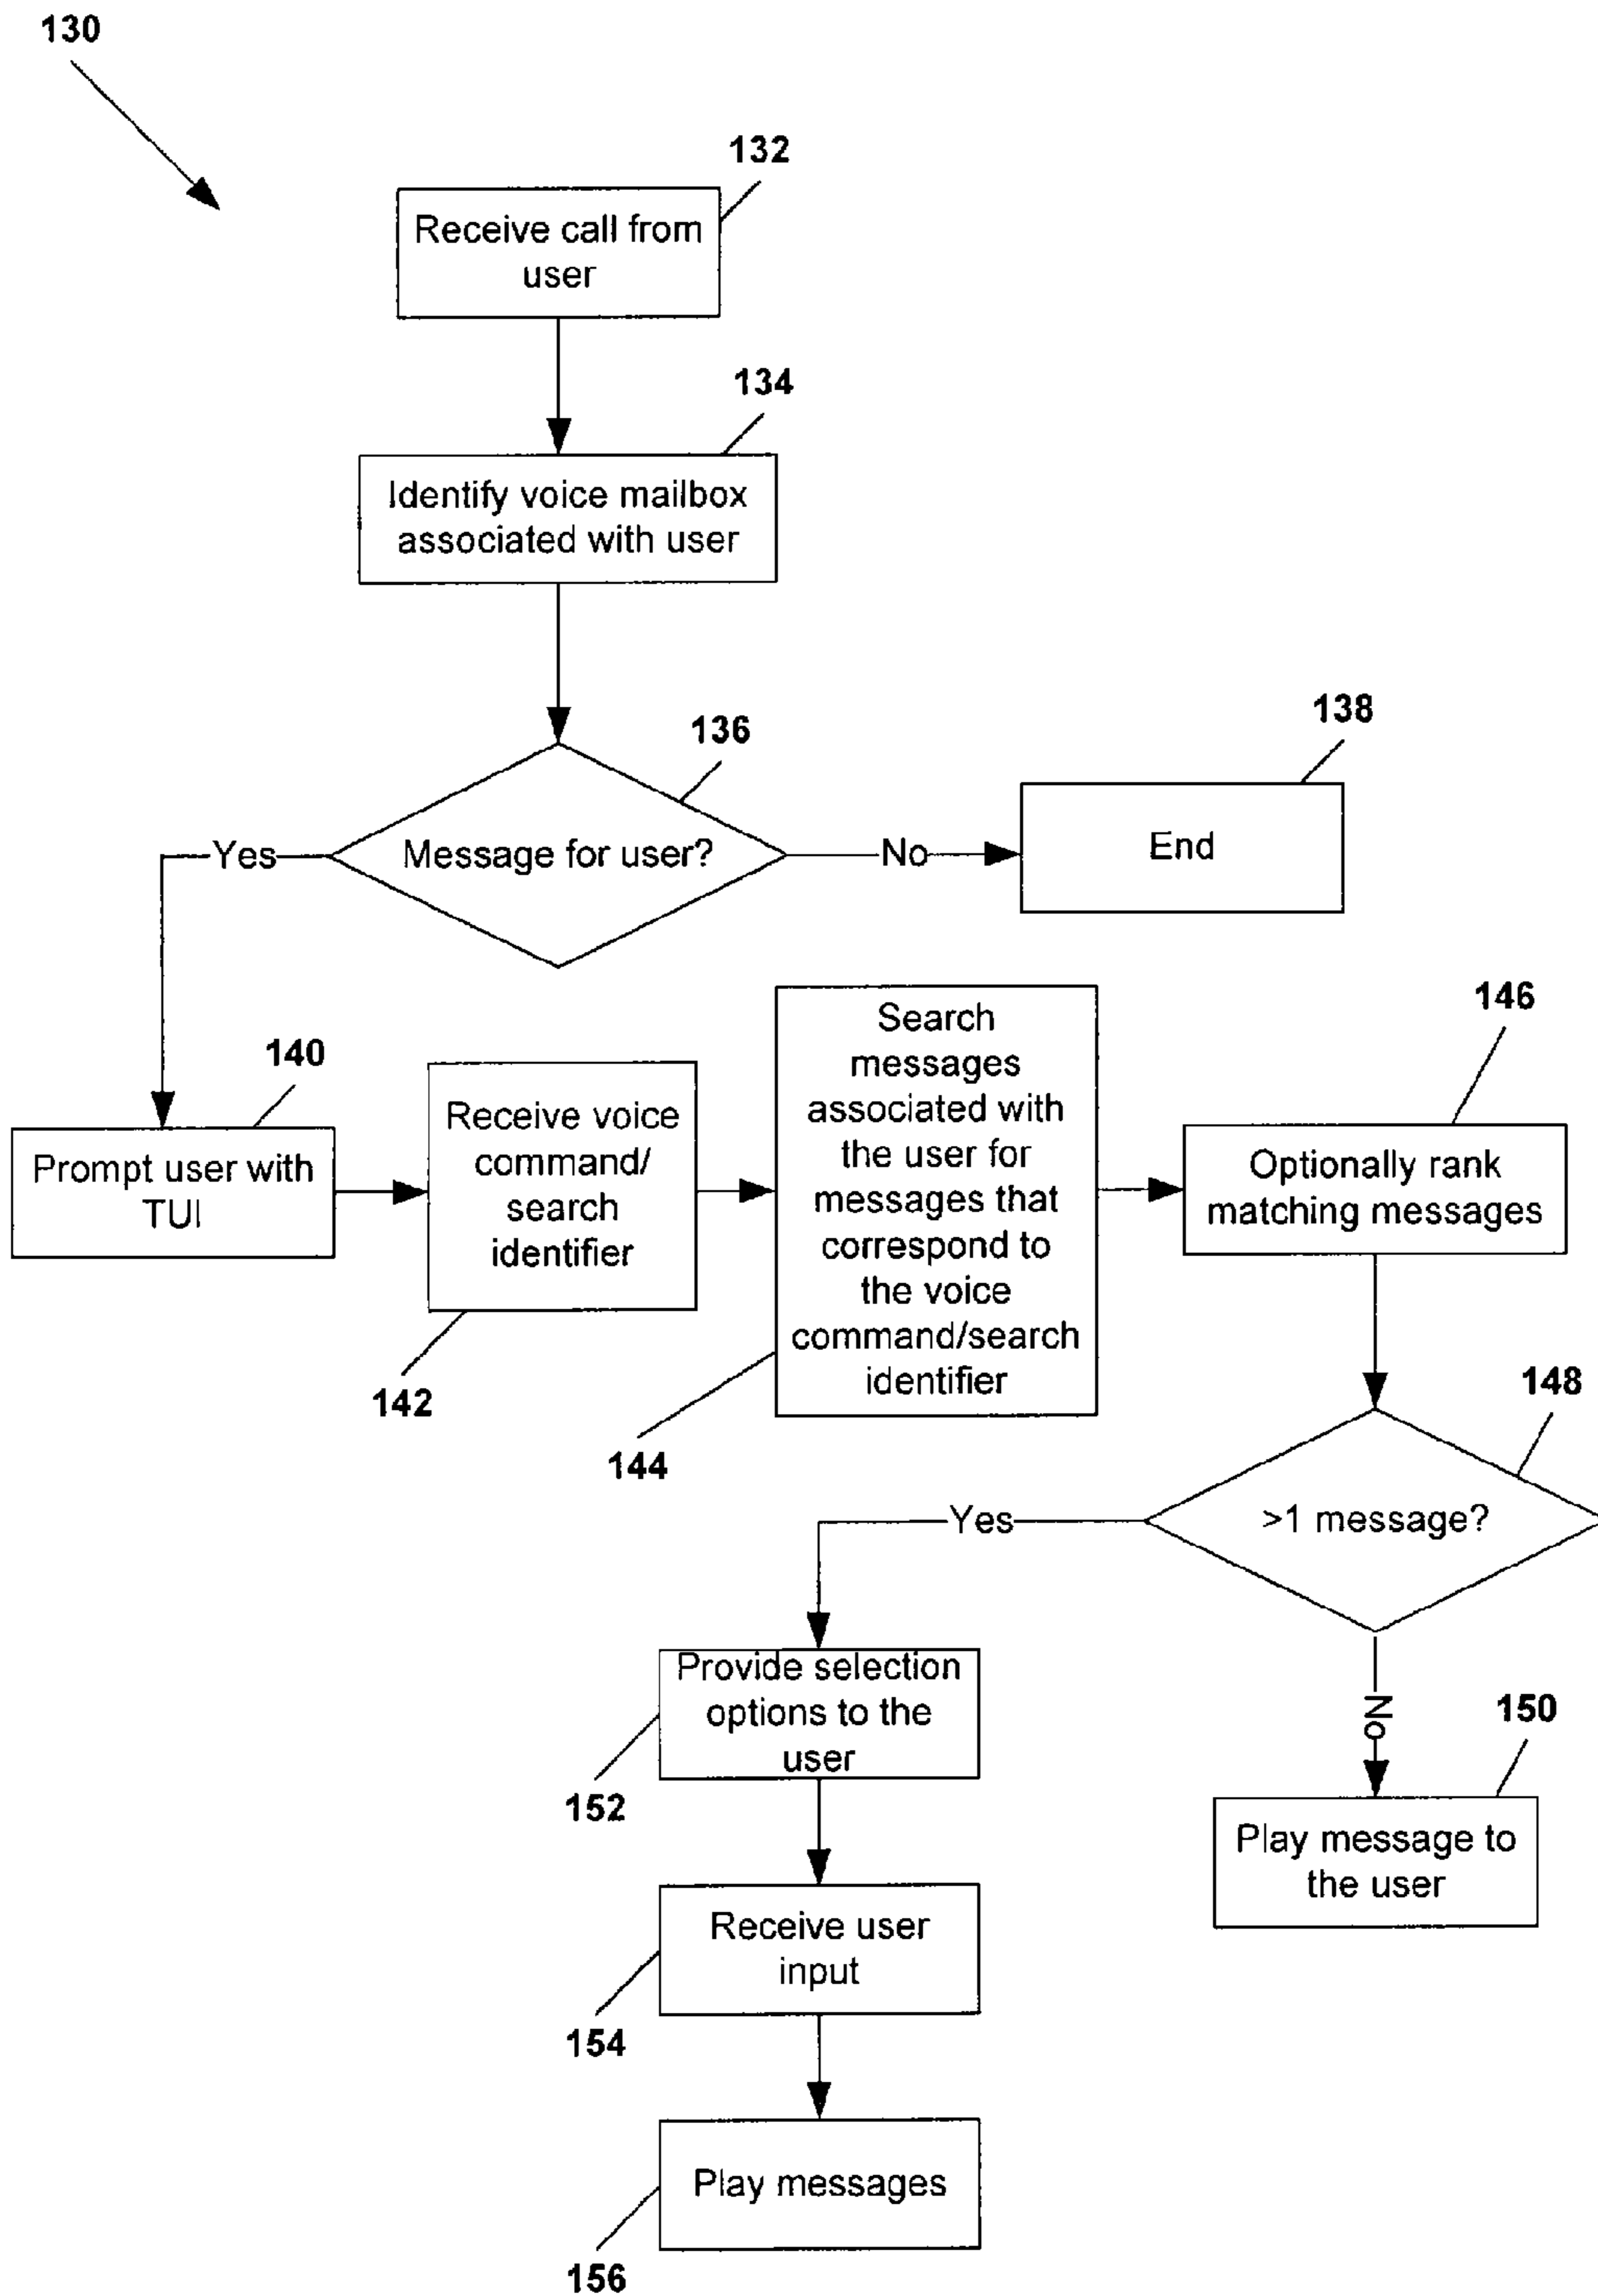 130
132
Receive call from
user
134
Identify voice mailbox
associated with user
136
138
Message for user?
Yes
No
End
140
Prompt user with
TUI
Receive voice
command/
search
identifier
142
Search
messages
associated with
the user for
messages that
correspond to
the voice
command/search
identifier
144
146
Optionally rank
matching messages
148
>1 message?
Yes
No
150
Play message to
the user
Provide selection
options to the
user
152
Receive user
input
154
Play messages
156